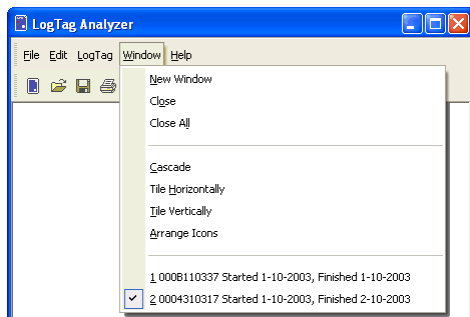 LogTag Analyzer
File Edit LogTag Window Help
New Window
Close
Close All
Cascade
Tile Horizontally
Tile Vertically
Arrange Icons
1 000B110337 Started 1-10-2003, Finished 1-10-2003
2 0004310317 Started 1-10-2003, Finished 2-10-2003